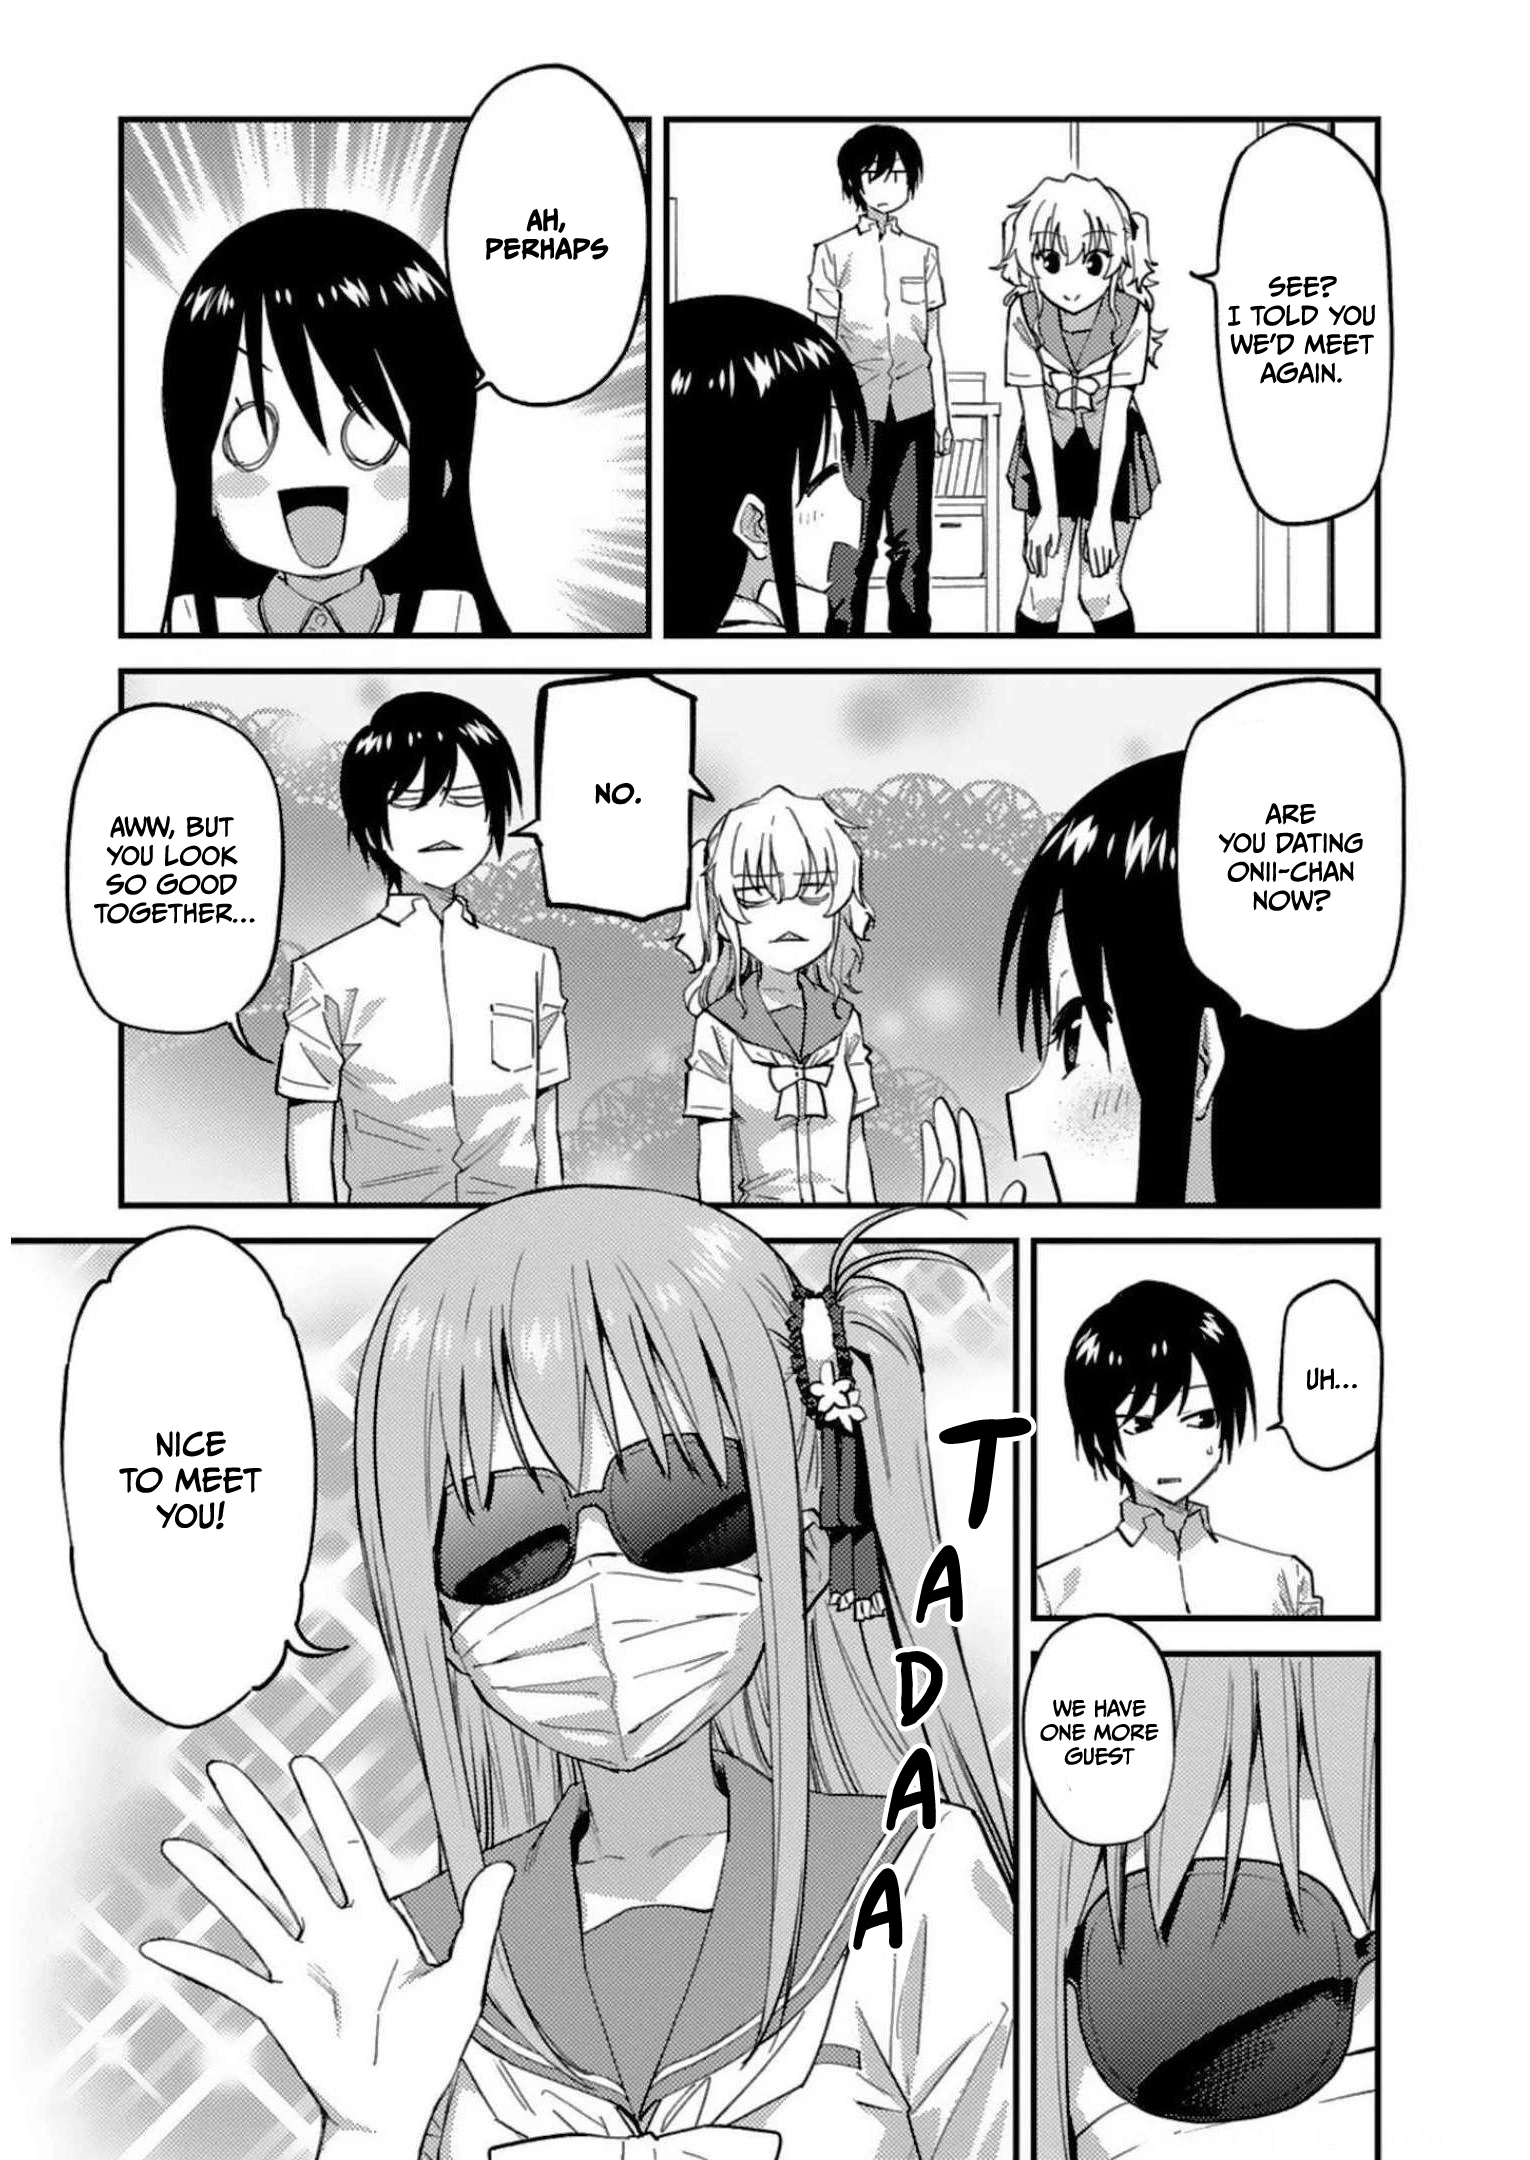 SEE?
I TOLD YOU
WE'D MEET
AGAIN.
AH,
PERHAPS
ARE
YOU DATING
ONII-CHAN
NOW?
NO.
AWW, BUT
YOU LOOK
SO GOOD
TOGETHER...
UH...
WE HAVE
ONE MORE
GUEST
TADADAA
NICE
TO MEET
YOU!